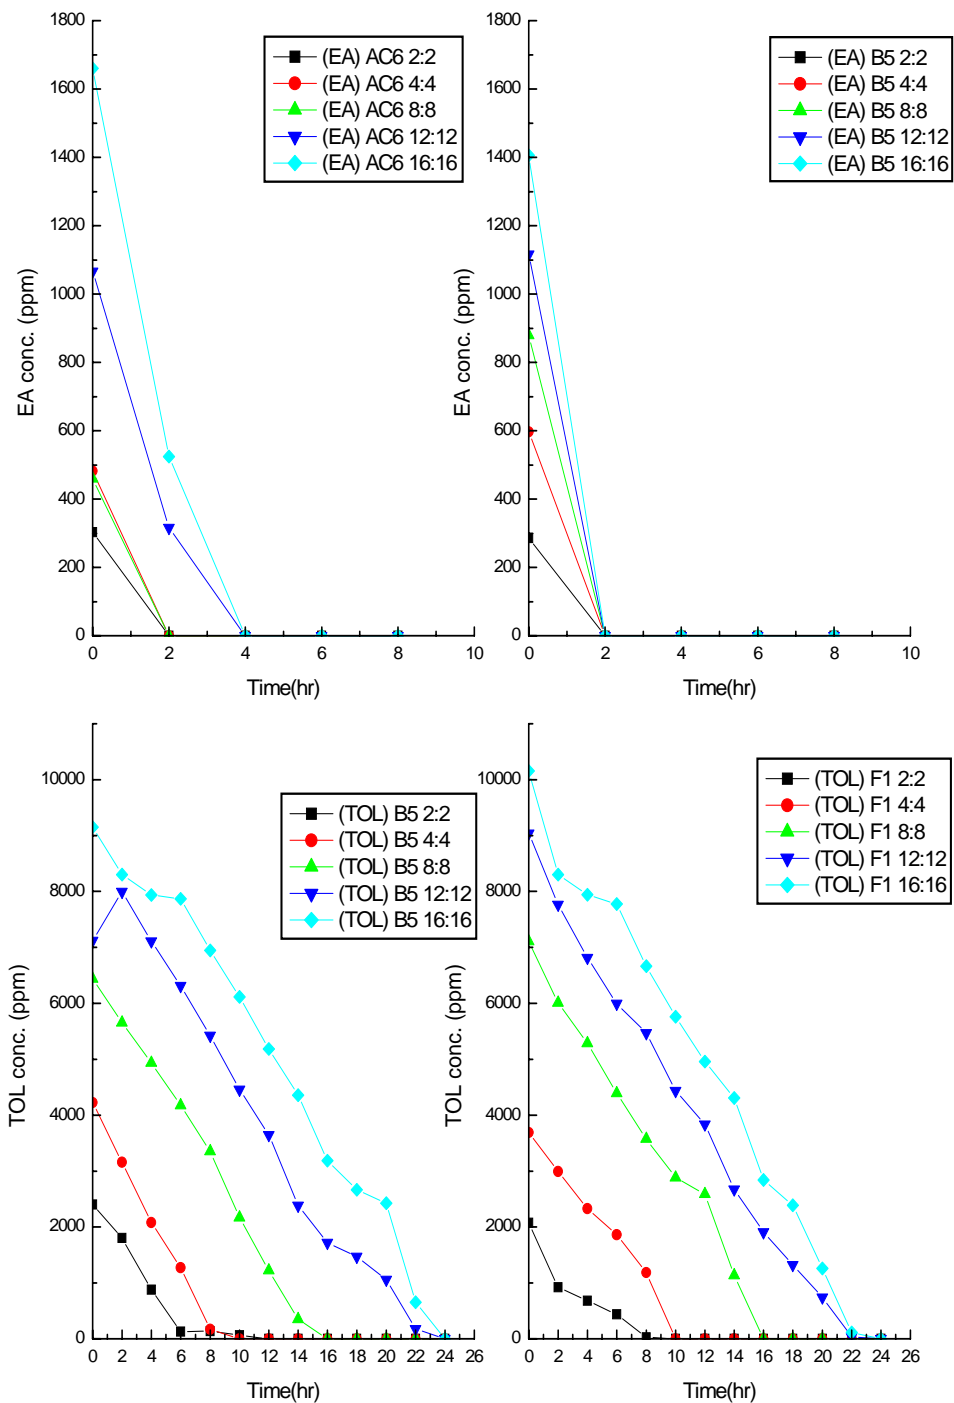 1800
1600
1400
1200
1000
800
600
400
200
0
EA conc. (ppm)
(EA) AC6 2:2
(EA) AC6 4:4
(EA) AC6 8:8
(EA) AC6 12:12
(EA) AC6 16:16
0 2 4 6 8 10
Time(hr)
1800
1600
1400
1200
1000
800
600
400
200
0
EA conc. (ppm)
(EA) B5 2:2
(EA) B5 4:4
(EA) B5 8:8
(EA) B5 12:12
(EA) B5 16:16
0 2 4 6 8 10
Time(hr)
10000
8000
6000
4000
2000
0
TOL conc. (ppm)
(TOL) B5 2:2
(TOL) B5 4:4
(TOL) B5 8:8
(TOL) B5 12:12
(TOL) B5 16:16
0 2 4 6 8 10 12 14 16 18 20 22 24 26
Time(hr)
10000
8000
6000
4000
2000
0
TOL conc. (ppm)
(TOL) F1 2:2
(TOL) F1 4:4
(TOL) F1 8:8
(TOL) F1 12:12
(TOL) F1 16:16
0 2 4 6 8 10 12 14 16 18 20 22 24 26
Time(hr)